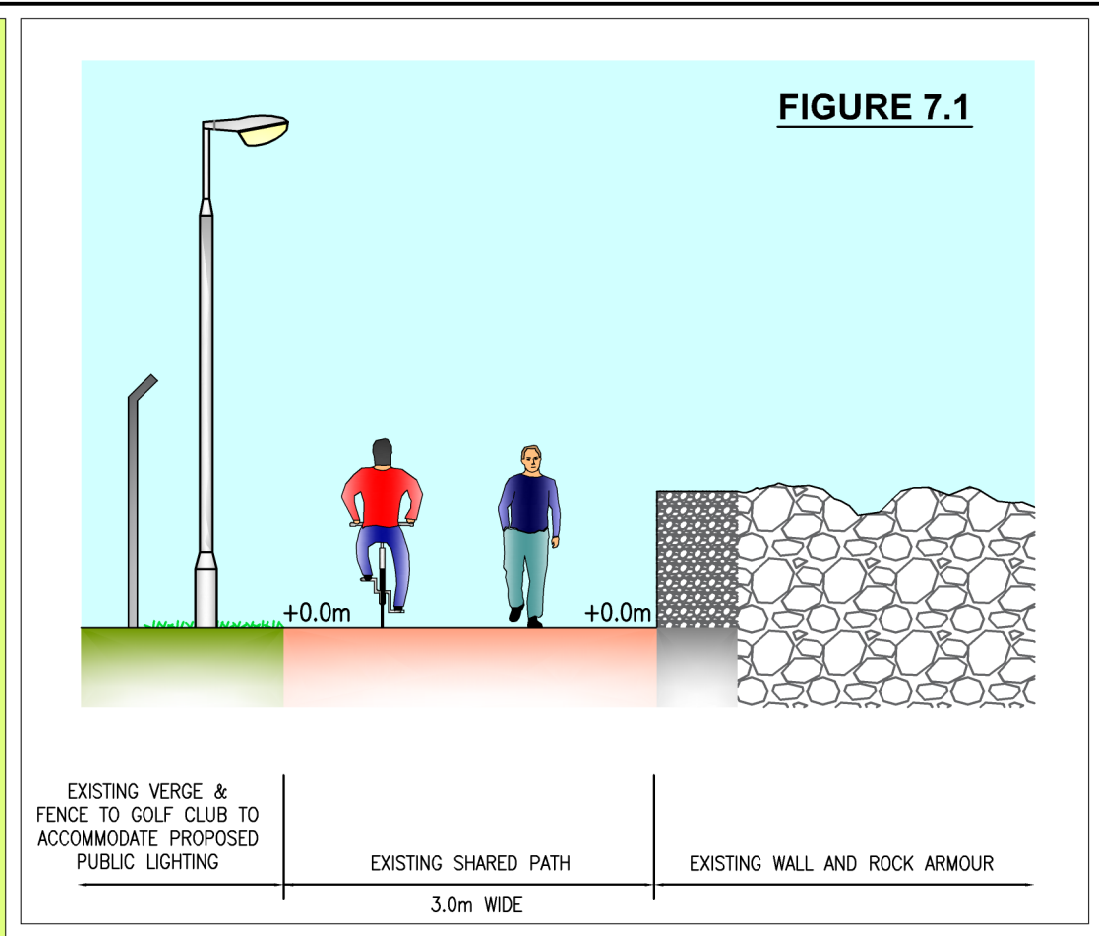 FIGURE 7.1
+0.0m
+0.0m
EXISTING VERGE &
FENCE TO GOLF CLUB TO
ACCOMMODATE PROPOSED
PUBLIC LIGHTING
EXISTING SHARED PATH
3.0m WIDE
EXISTING WALL AND ROCK ARMOUR